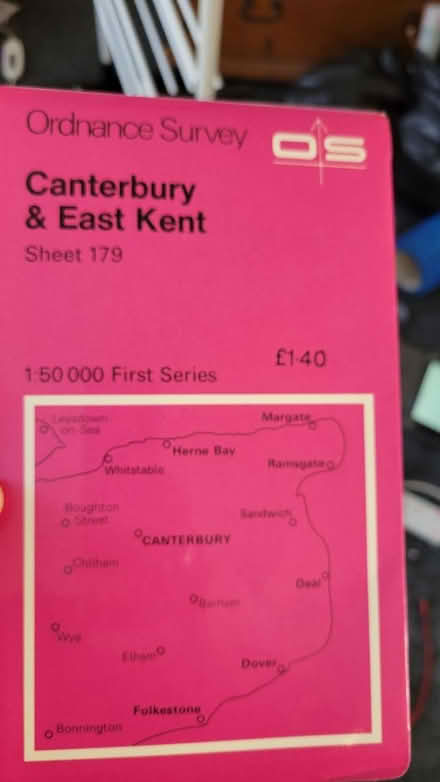 Ordnance Survey
OS
Canterbury
& East Kent
Sheet 179
£1·40
1:50 000 First Series
Leysdown
on-Sea
Margate
Herne Bay
Whitstable
Ramsgate
Boughton
Street
Sandwich
CANTERBURY
Chilham
Deal
Barham
Wye
Elham
Dover
Folkestone
Bonnington